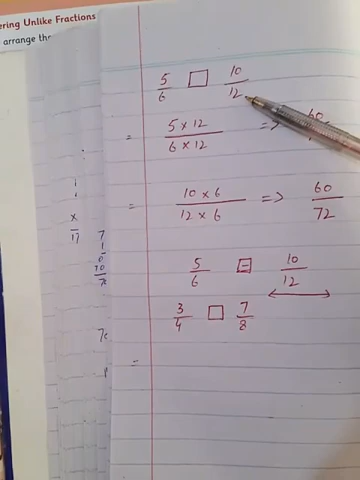 ering Unlike Fractions
arrange the
5/6 □ 10/12
= 5 × 12 / 6 × 12 => 60
= 10 × 6 / 12 × 6 => 60/72
5/6 = 10/12
3/4 □ 7/8
=